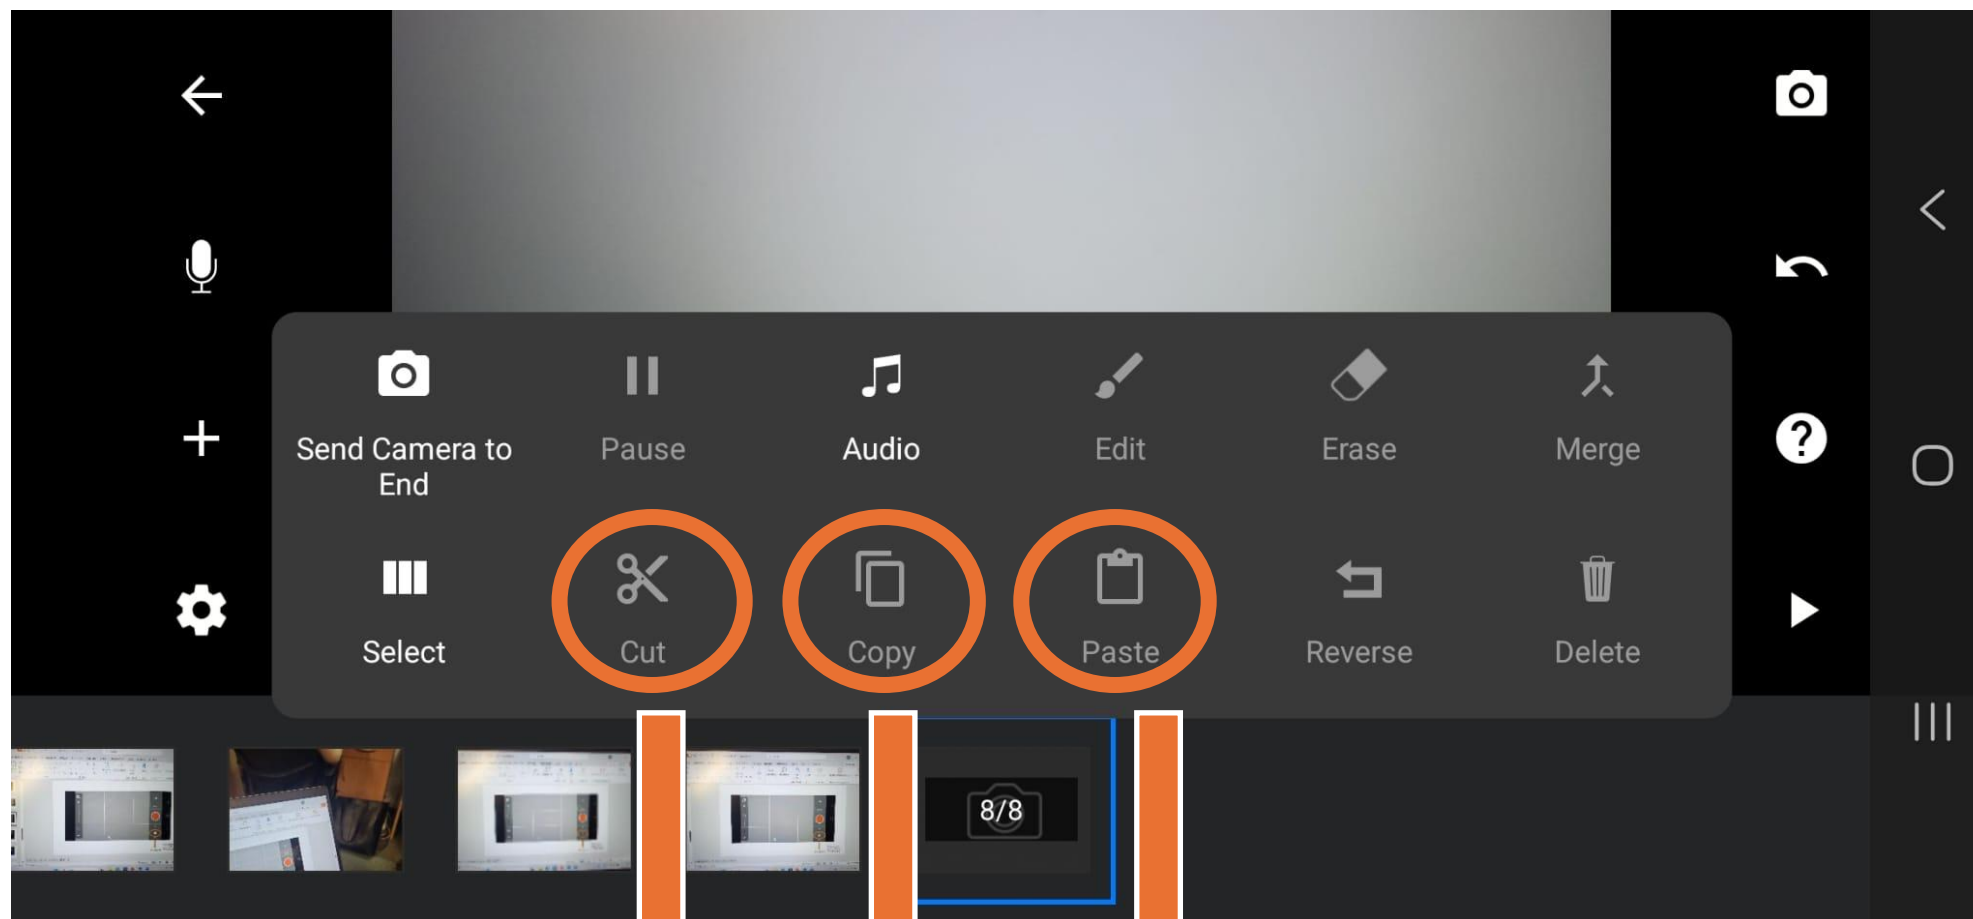 Send Camera to
End
Pause
Audio
Edit
Erase
Merge
?
Select
Cut
Copy
Paste
Reverse
Delete
8/8